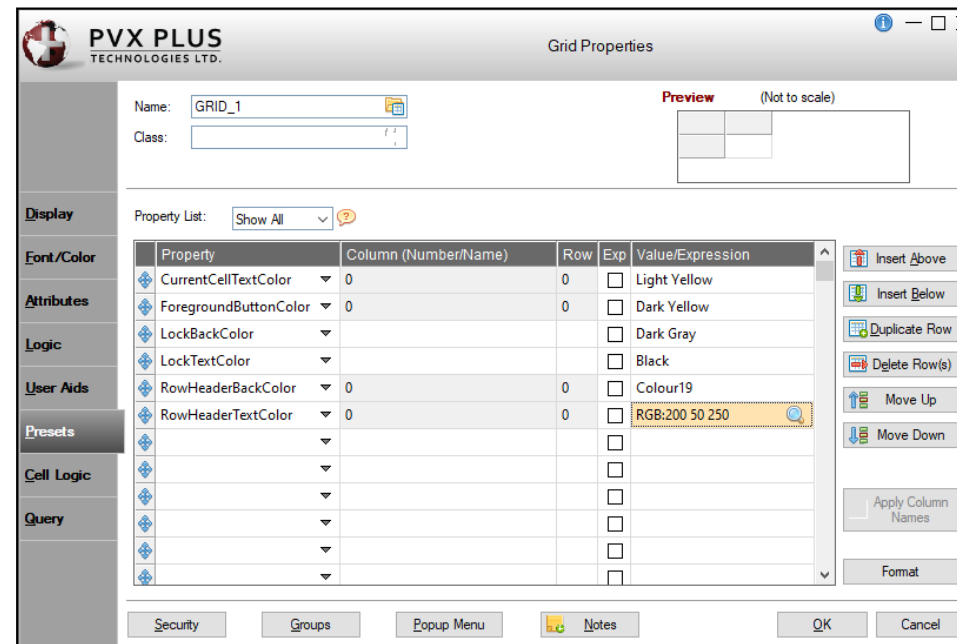 PVX PLUS
TECHNOLOGIES LTD.
Grid Properties
Name: GRID_1
Class:
Preview (Not to scale)
Display
Font/Color
Attributes
Logic
User Aids
Presets
Cell Logic
Query
Property List: Show All
Property Column (Number/Name) Row Exp Value/Expression
CurrentCellTextColor 0 0 Light Yellow
ForegroundButtonColor 0 0 Dark Yellow
LockBackColor Dark Gray
LockTextColor Black
RowHeaderBackColor 0 0 Colour19
RowHeaderTextColor 0 0 RGB:200 50 250
Insert Above
Insert Below
Duplicate Row
Delete Row(s)
Move Up
Move Down
Apply Column
Names
Format
Security Groups Popup Menu Notes OK Cancel